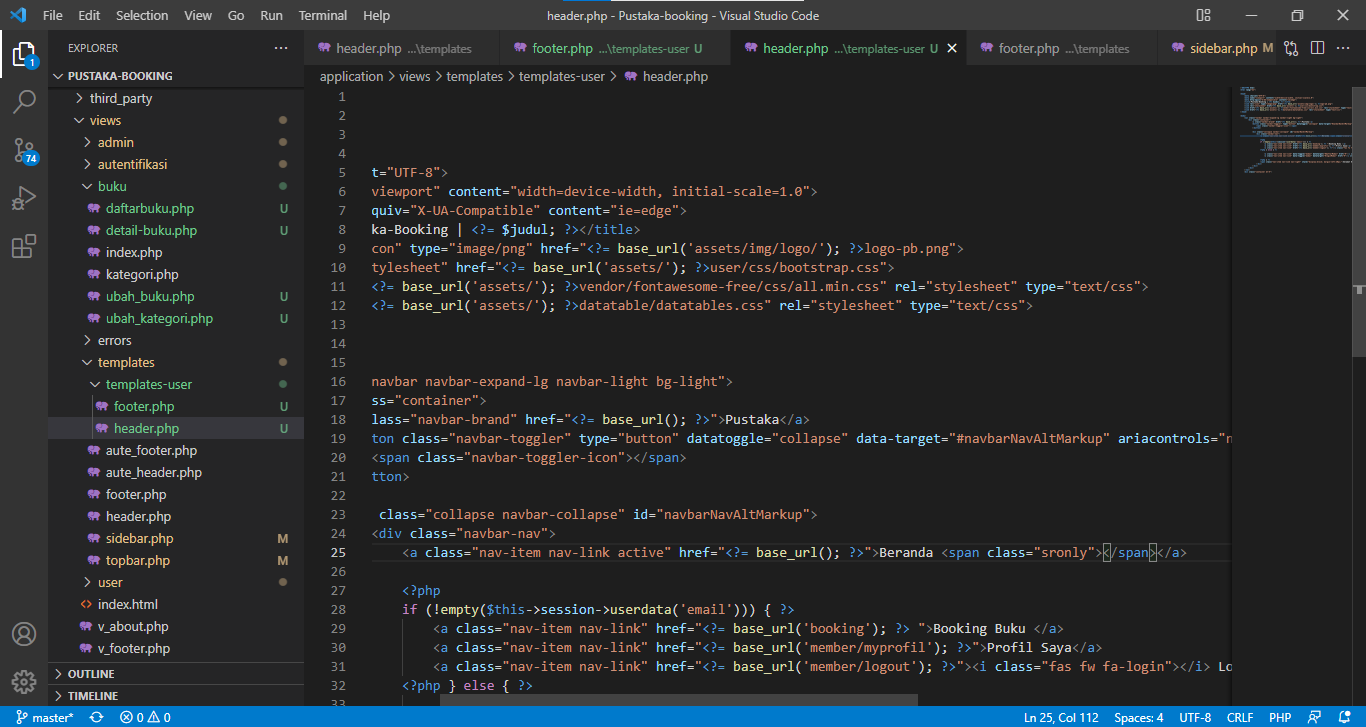 File Edit Selection View Go Run Terminal Help
header.php - Pustaka-booking - Visual Studio Code
EXPLORER
header.php ...\templates
footer.php ...\templates-user U
header.php ...\templates-user U
footer.php ...\templates
sidebar.php M
1
74
PUSTAKA-BOOKING
third_party
views
admin
autentifikasi
buku
daftarbuku.php U
detail-buku.php U
index.php
kategori.php
ubah_buku.php U
ubah_kategori.php U
errors
templates
templates-user
footer.php U
header.php U
aute_footer.php
aute_header.php
footer.php
header.php
sidebar.php M
topbar.php M
user
index.html
v_about.php
v_footer.php
OUTLINE
TIMELINE
application > views > templates > templates-user > header.php
1
2
3
4
5 t="UTF-8">
6 viewport" content="width=device-width, initial-scale=1.0">
7 quiv="X-UA-Compatible" content="ie=edge">
8 ka-Booking | <?= $judul; ?></title>
9 con" type="image/png" href="<?= base_url('assets/img/logo/'); ?>logo-pb.png">
10 tylesheet" href="<?= base_url('assets/'); ?>user/css/bootstrap.css">
11 <?= base_url('assets/'); ?>vendor/fontawesome-free/css/all.min.css" rel="stylesheet" type="text/css">
12 <?= base_url('assets/'); ?>datatable/datatables.css" rel="stylesheet" type="text/css">
13
14
15
16 navbar navbar-expand-lg navbar-light bg-light">
17 ss="container">
18 lass="navbar-brand" href="<?= base_url(); ?>">Pustaka</a>
19 ton class="navbar-toggler" type="button" datatoggle="collapse" data-target="#navbarNavAltMarkup" ariacontrols="n
20 <span class="navbar-toggler-icon"></span>
21 tton>
22
23 class="collapse navbar-collapse" id="navbarNavAltMarkup">
24 <div class="navbar-nav">
25 <a class="nav-item nav-link active" href="<?= base_url(); ?>">Beranda <span class="sronly"></span></a>
26
27 <?php
28 if (!empty($this->session->userdata('email'))) { ?>
29 <a class="nav-item nav-link" href="<?= base_url('booking'); ?> ">Booking Buku </a>
30 <a class="nav-item nav-link" href="<?= base_url('member/myprofil'); ?>">Profil Saya</a>
31 <a class="nav-item nav-link" href="<?= base_url('member/logout'); ?>"><i class="fas fw fa-login"></i> Lo
32 <?php } else { ?>
33
master* 0 0 Ln 25, Col 112 Spaces: 4 UTF-8 CRLF PHP